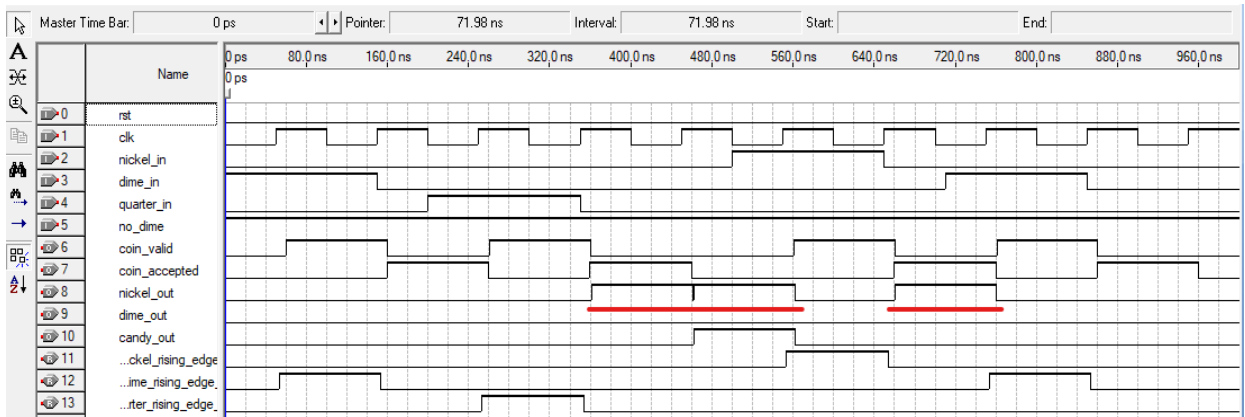 Master Time Bar: 0 ps Pointer: 71.98 ns Interval: 71.98 ns Start: End:
Name
0 ps 80.0 ns 160.0 ns 240.0 ns 320.0 ns 400.0 ns 480.0 ns 560.0 ns 640.0 ns 720.0 ns 800.0 ns 880.0 ns 960.0 ns
0 ps
0 rst
1 clk
2 nickel_in
3 dime_in
4 quarter_in
5 no_dime
6 coin_valid
7 coin_accepted
8 nickel_out
9 dime_out
10 candy_out
11 ...ckel_rising_edge
12 ...ime_rising_edge_
13 ...rter_rising_edge_